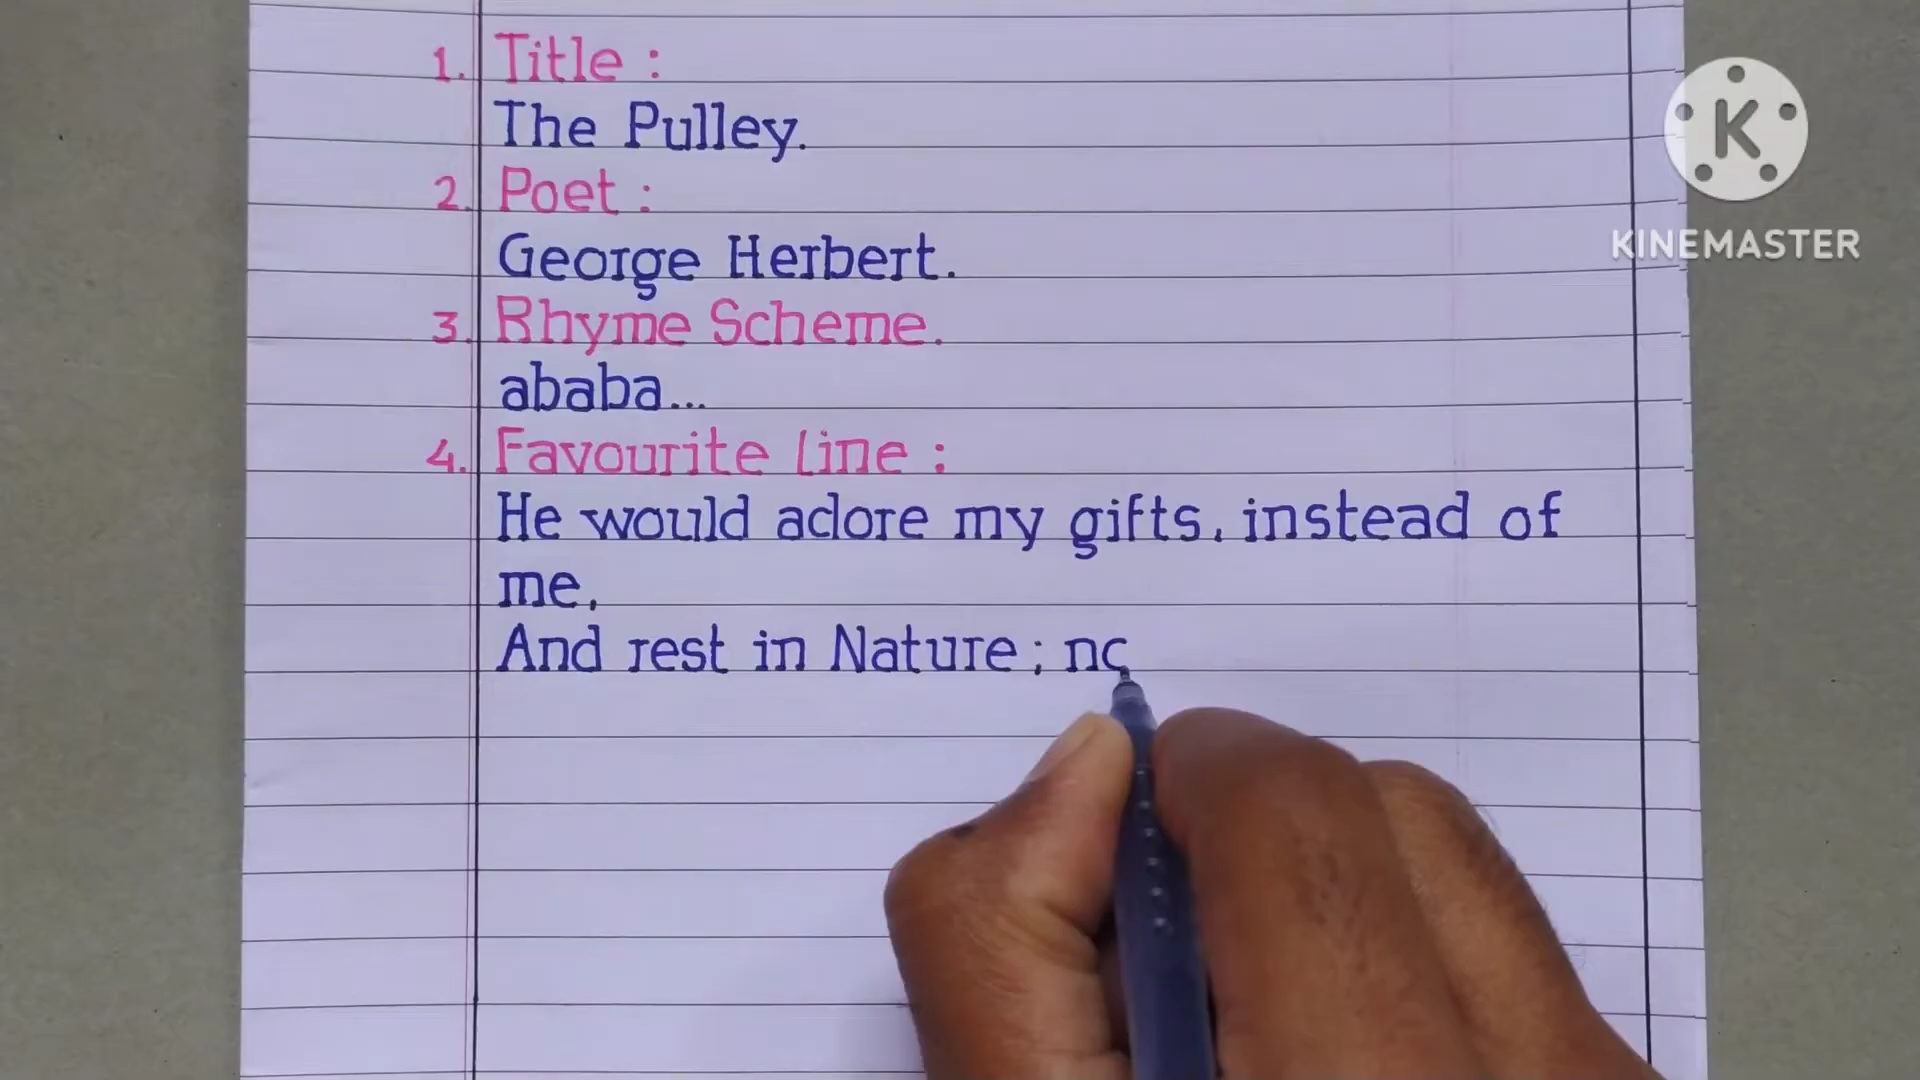 1. Title :
The Pulley.
2. Poet :
George Herbert.
3. Rhyme Scheme.
ababa...
4. Favourite Line :
He would adore my gifts, instead of
me,
And rest in Nature; nc
K
KINEMASTER